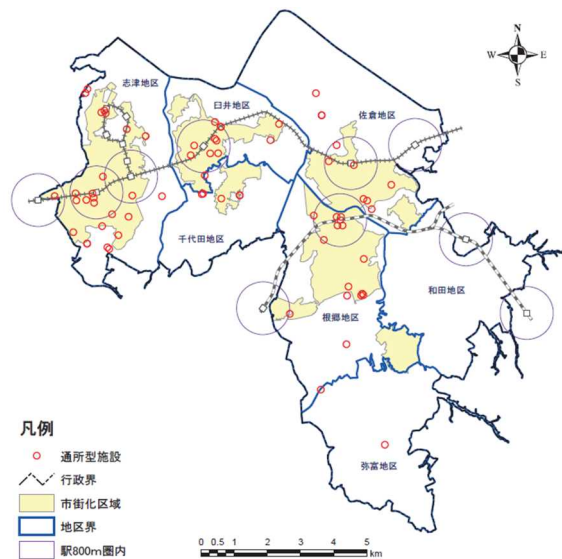 N
W E
S
志津地区
臼井地区
佐倉地区
千代田地区
和田地区
根郷地区
弥富地区
凡例
通所型施設
行政界
市街化区域
地区界
駅800m圏内
0 0.5 1 2 3 4 5
km